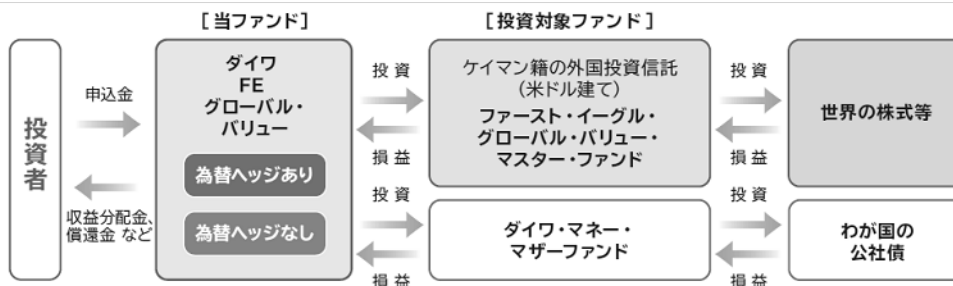 [当ファンド]
[投資対象ファンド]
投資者
申込金
収益分配金、
償還金 など
ダイワ
FE
グローバル・
バリュー
為替ヘッジあり
為替ヘッジなし
投資
損益
投資
損益
ケイマン籍の外国投資信託
(米ドル建て)
ファースト・イーグル・
グローバル・バリュー・
マスター・ファンド
ダイワ・マネー・
マザーファンド
投資
損益
投資
損益
世界の株式等
わが国の
公社債